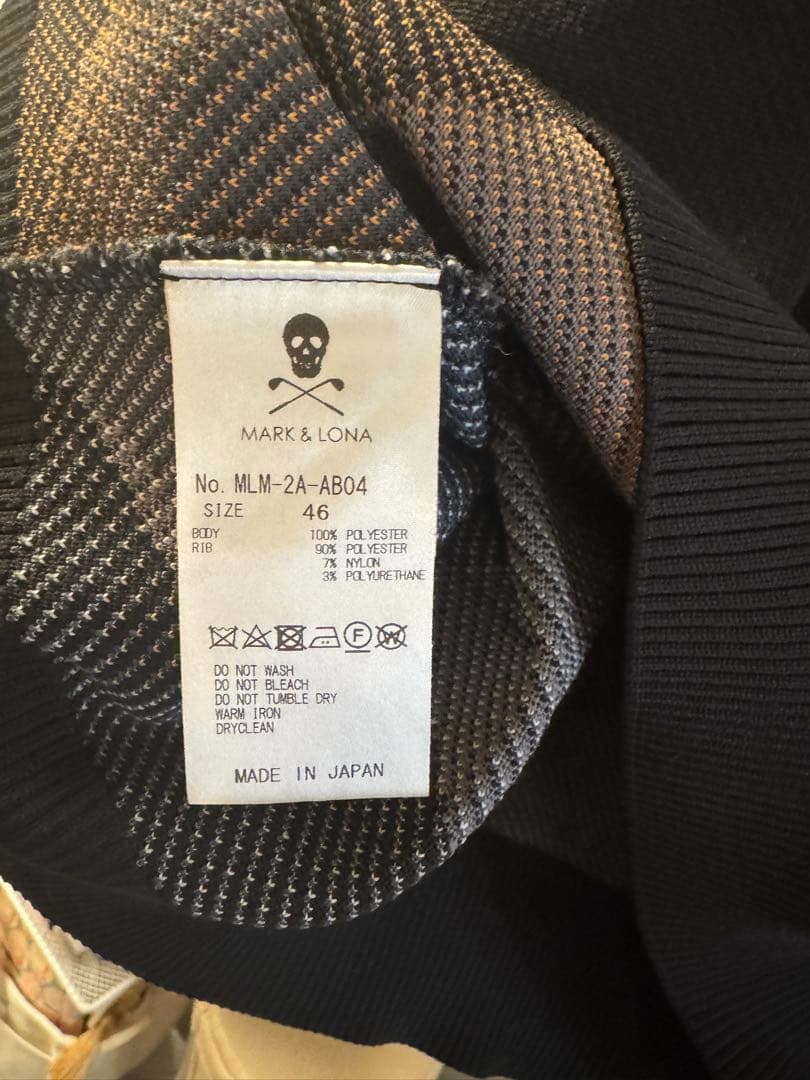 MARK & LONA
No. MLM-2A-AB04
SIZE 46
BODY 100% POLYESTER
RIB 90% POLYESTER
7% NYLON
3% POLYURETHANE
F W
DO NOT WASH
DO NOT BLEACH
DO NOT TUMBLE DRY
WARM IRON
DRYCLEAN
MADE IN JAPAN